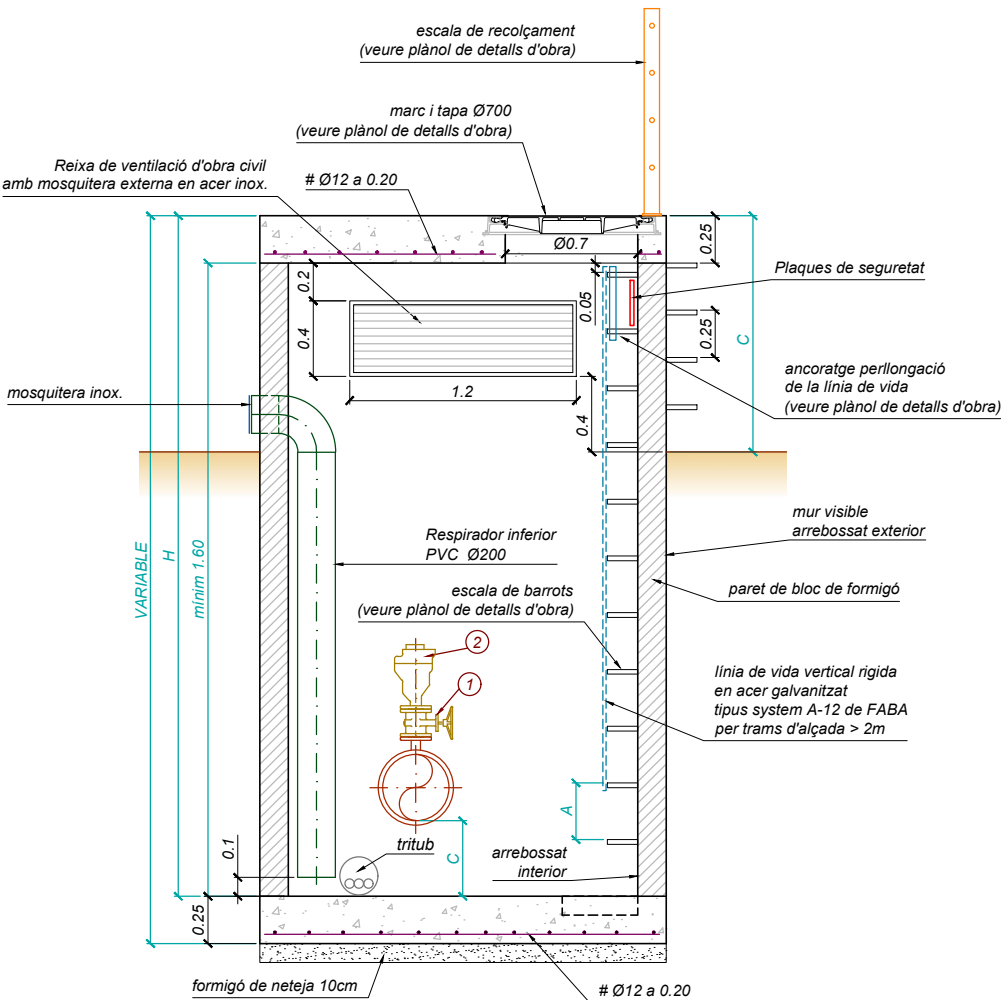 escala de recolçament
(veure plànol de detalls d'obra)
marc i tapa Ø700
(veure plànol de detalls d'obra)
Reixa de ventilació d'obra civil
amb mosquitera externa en acer inox.
# Ø12 a 0.20
Ø0.7
0.25
0.2
0.05
Plaques de seguretat
0.4
0.25
C
1.2
0.4
mosquitera inox.
ancoratge perllongació
de la línia de vida
(veure plànol de detalls d'obra)
VARIABLE
H
mínim 1.60
mur visible
arrebossat exterior
Respirador inferior
PVC Ø200
escala de barrots
(veure plànol de detalls d'obra)
paret de bloc de formigó
2
1
línia de vida vertical rigida
en acer galvanitzat
tipus system A-12 de FABA
per trams d'alçada > 2m
A
0.1
tritub
C
arrebossat
interior
0.25
formigó de neteja 10cm
# Ø12 a 0.20